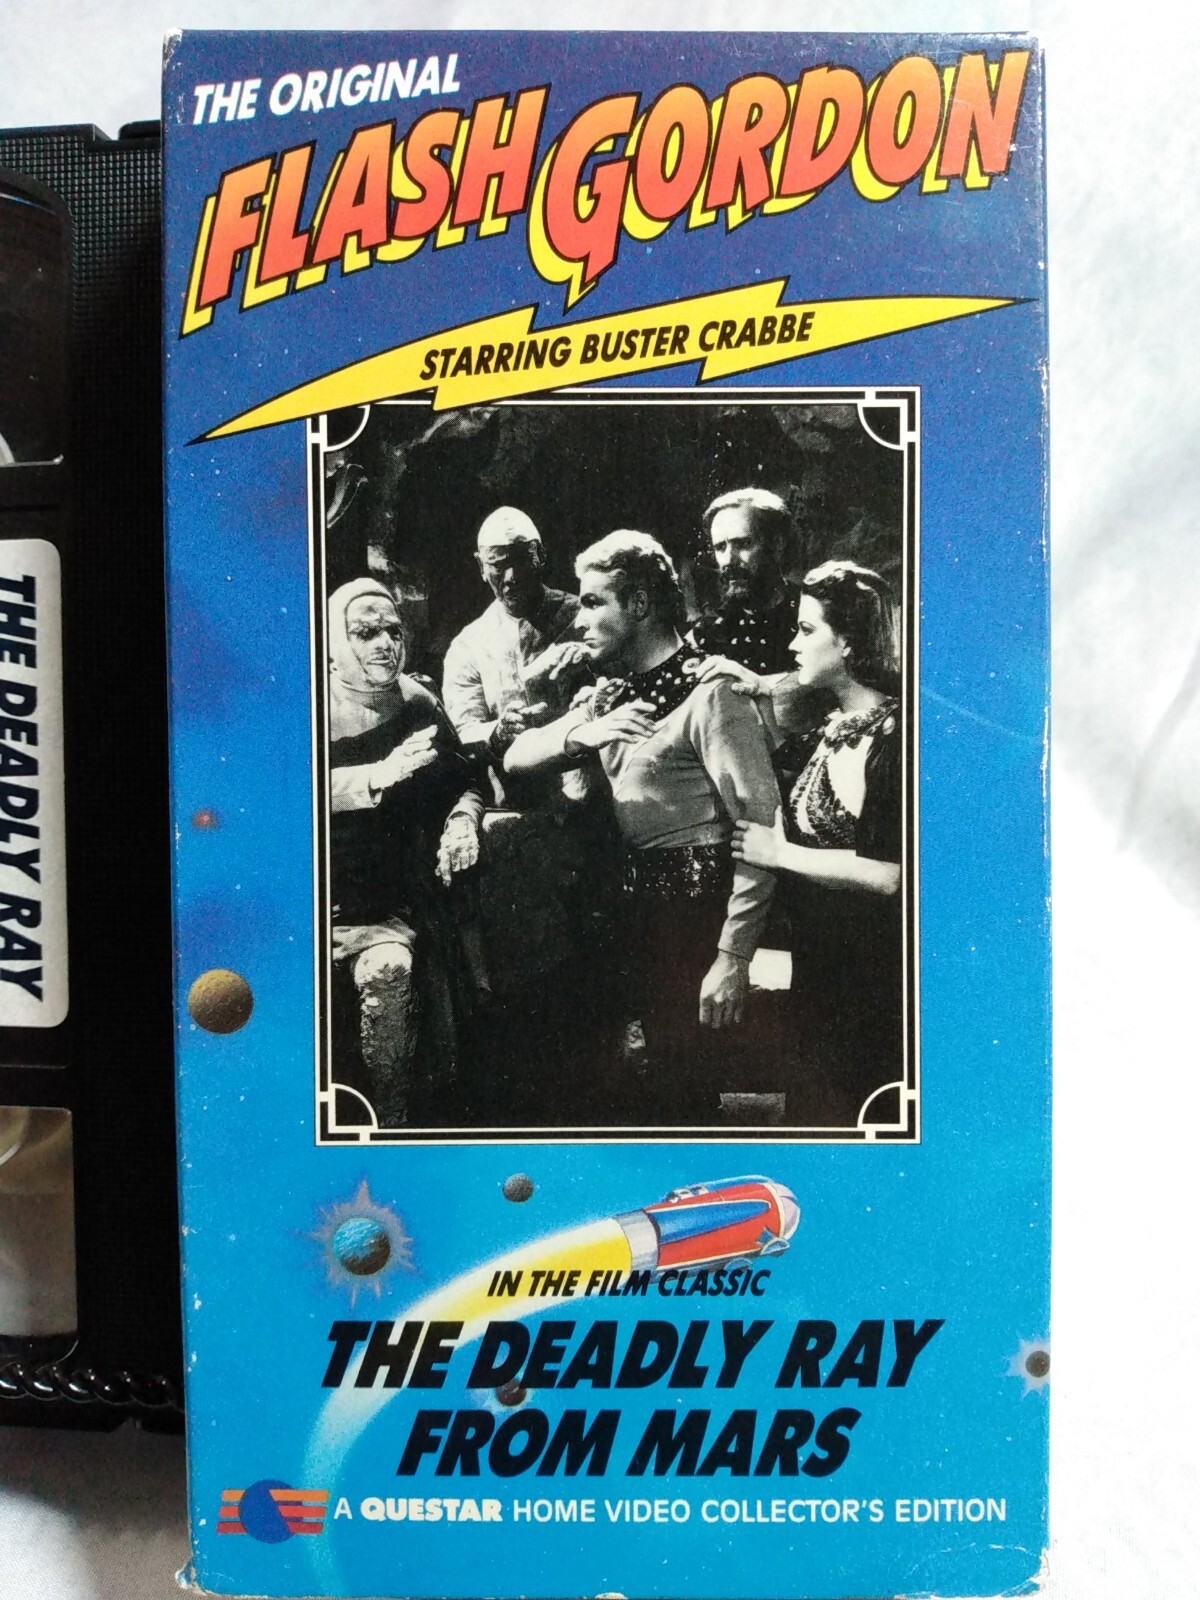 THE ORIGINAL
FLASH GORDON
STARRING BUSTER CRABBE
THE DEADLY RAY
IN THE FILM CLASSIC
THE DEADLY RAY
FROM MARS
A QUESTAR HOME VIDEO COLLECTOR'S EDITION